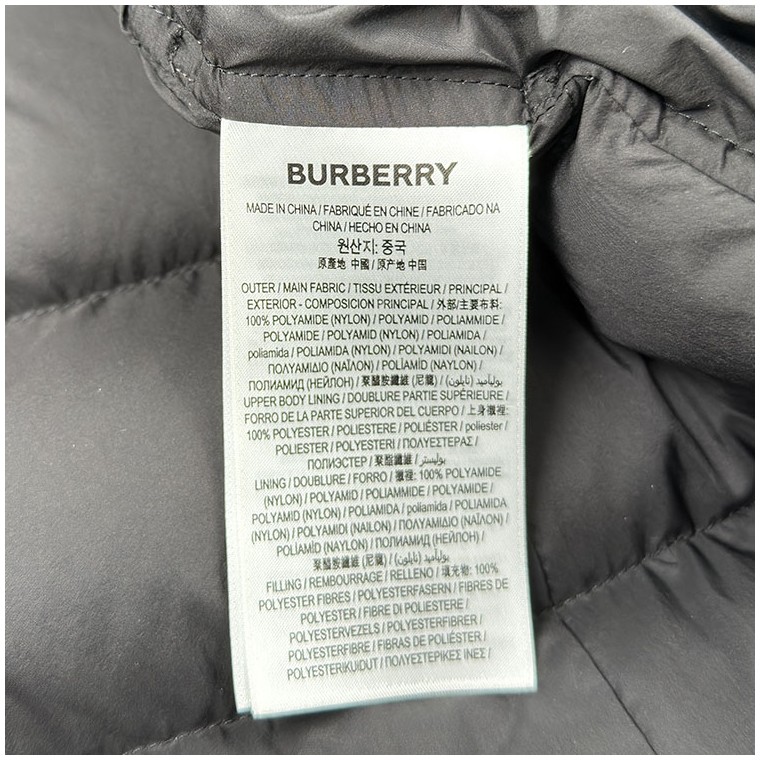 BURBERRY
MADE IN CHINA / FABRIQUÉ EN CHINE / FABRICADO NA
CHINA / HECHO EN CHINA
원산지: 중국
原產地 中國 / 原产地 中国
OUTER / MAIN FABRIC / TISSU EXTÉRIEUR / PRINCIPAL /
EXTERIOR - COMPOSICION PRINCIPAL / 外部/主要布料:
100% POLYAMIDE (NYLON) / POLYAMID / POLIAMMIDE /
POLYAMIDE / POLYAMID (NYLON) / POLIAMIDA /
poliamida / POLIAMIDA (NYLON) / POLYAMIDI (NAILON) /
ΠΟΛΥΑΜΙΔΙΟ (ΝΑΪΛΟΝ) / POLÍAMÍD (NAYLON) /
ПОЛИАМИД (НЕЙЛОН) / 聚醯胺纖維 (尼龍) / بوليأميد (نايلون) /
UPPER BODY LINING / DOUBLURE PARTIE SUPÉRIEURE /
FORRO DE LA PARTE SUPERIOR DEL CUERPO / 上身襯裡:
100% POLYESTER / POLIESTERE / POLIÉSTER / poliester /
POLIESTER / POLYESTERI / ΠΟΛΥΕΣΤΕΡΑΣ /
ПОЛИЭСТЕР / 聚酯纖維 / بوليستر /
LINING / DOUBLURE / FORRO / 襯裡: 100% POLYAMIDE
(NYLON) / POLYAMID / POLIAMMIDE / POLYAMIDE /
POLYAMID (NYLON) / POLIAMIDA / poliamida / POLIAMIDA
(NYLON) / POLYAMIDI (NAILON) / ΠΟΛΥΑΜΙΔΙΟ (ΝΑΪΛΟΝ) /
POLÍAMÍD (NAYLON) / ПОЛИАМИД (НЕЙЛОН) /
聚醯胺纖維 (尼龍) / بوليأميد (نايلون) /
FILLING / REMBOURRAGE / RELLENO / 填充物: 100%
POLYESTER FIBRES / POLYESTERFASERN / FIBRES DE
POLYESTER / FIBRE DI POLIESTERE /
POLYESTERVEZELS / POLYESTERFIBRER /
POLYESTERFIBRE / FIBRAS DE POLIÉSTER /
POLYESTERIKUIDUT / ΠΟΛΥΕΣΤΕΡΙΚΕΣ ΙΝΕΣ /